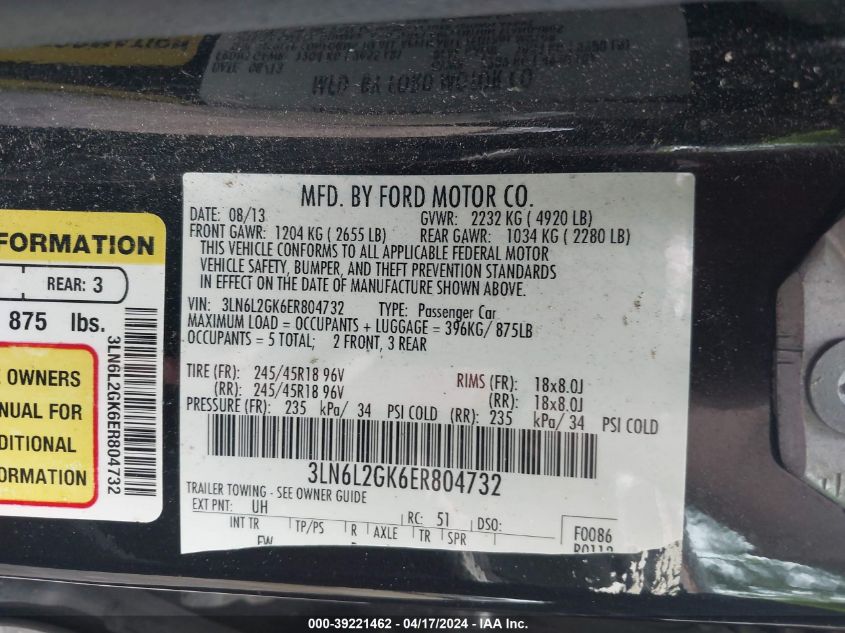 MFD. BY FORD MOTOR CO.
DATE: 08/13 GVWR: 2232 KG ( 4920 LB)
FRONT GAWR: 1204 KG ( 2655 LB) REAR GAWR: 1034 KG ( 2280 LB)
THIS VEHICLE CONFORMS TO ALL APPLICABLE FEDERAL MOTOR
VEHICLE SAFETY, BUMPER, AND THEFT PREVENTION STANDARDS
IN EFFECT ON THE DATE OF MANUFACTURE SHOWN ABOVE.
VIN: 3LN6L2GK6ER804732 TYPE: Passenger Car
MAXIMUM LOAD = OCCUPANTS + LUGGAGE = 396KG/ 875LB
OCCUPANTS = 5 TOTAL; 2 FRONT, 3 REAR
TIRE (FR): 245/45R18 96V RIMS (FR): 18x8.0J
(RR): 245/45R18 96V (RR): 18x8.0J
PRESSURE (FR): 235 kPa/ 34 PSI COLD (RR): 235 kPa/ 34 PSI COLD
3LN6L2GK6ER804732
TRAILER TOWING - SEE OWNER GUIDE
EXT PNT: UH RC: 51 DSO:
INT TR TP/PS R AXLE TR SPR F0086
FORMATION
REAR: 3
875 lbs.
OWNERS
NUAL FOR
DITIONAL
FORMATION
3LN6L2GK6ER804732
000-39221462 - 04/17/2024 - IAA Inc.